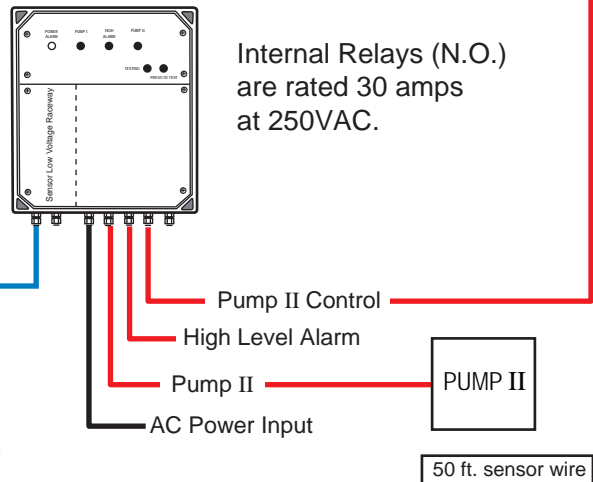 POWER ALARM
PUMP I
HIGH ALARM
PUMP II
TESTING
PRESS TO TEST
Sensor Low Voltage Raceway
Internal Relays (N.O.)
are rated 30 amps
at 250VAC.
Pump II Control
High Level Alarm
Pump II
PUMP II
AC Power Input
50 ft. sensor wire